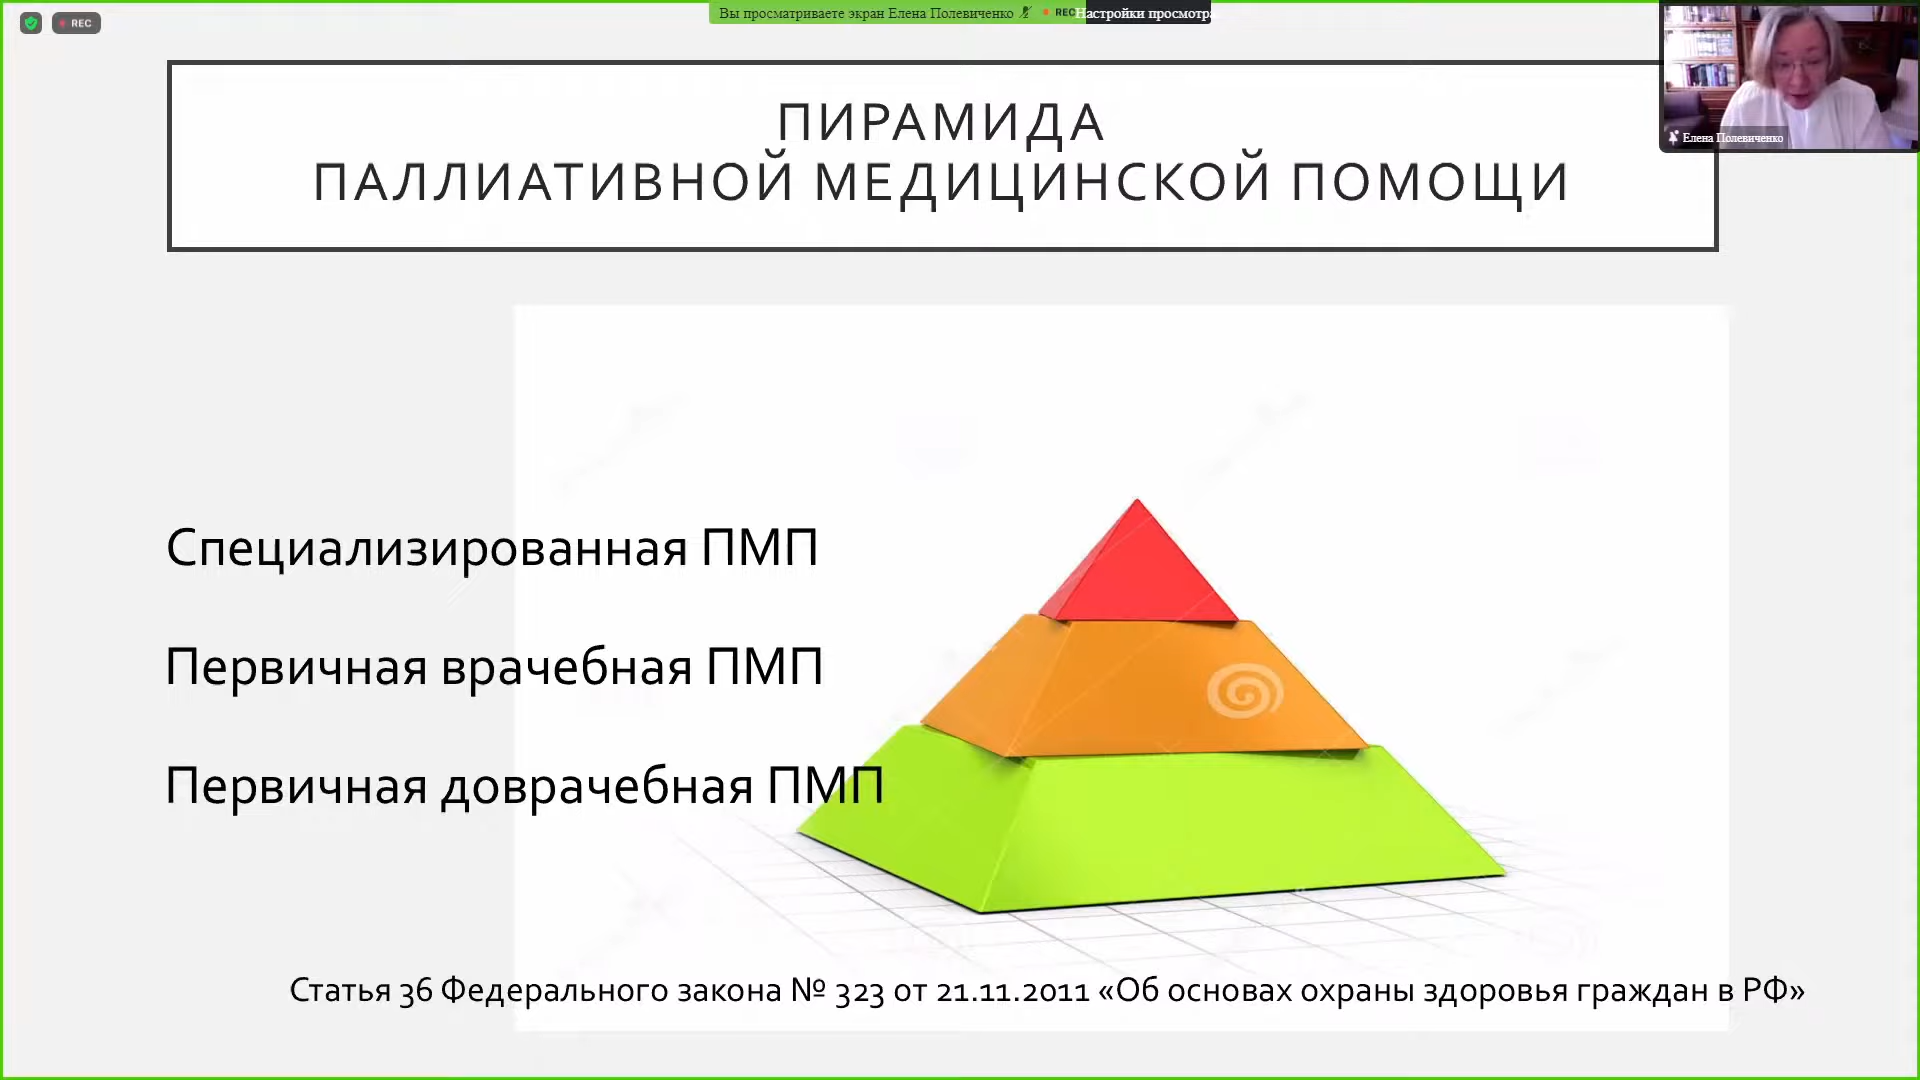 REC
Вы просматриваете экран Елена Полевиченко
REC
Настройки просмотра
Елена Полевиченко
ПИРАМИДА
ПАЛЛИАТИВНОЙ МЕДИЦИНСКОЙ ПОМОЩИ
Специализированная ПМП
Первичная врачебная ПМП
Первичная доврачебная ПМП
Статья 36 Федерального закона № 323 от 21.11.2011 «Об основах охраны здоровья граждан в РФ»